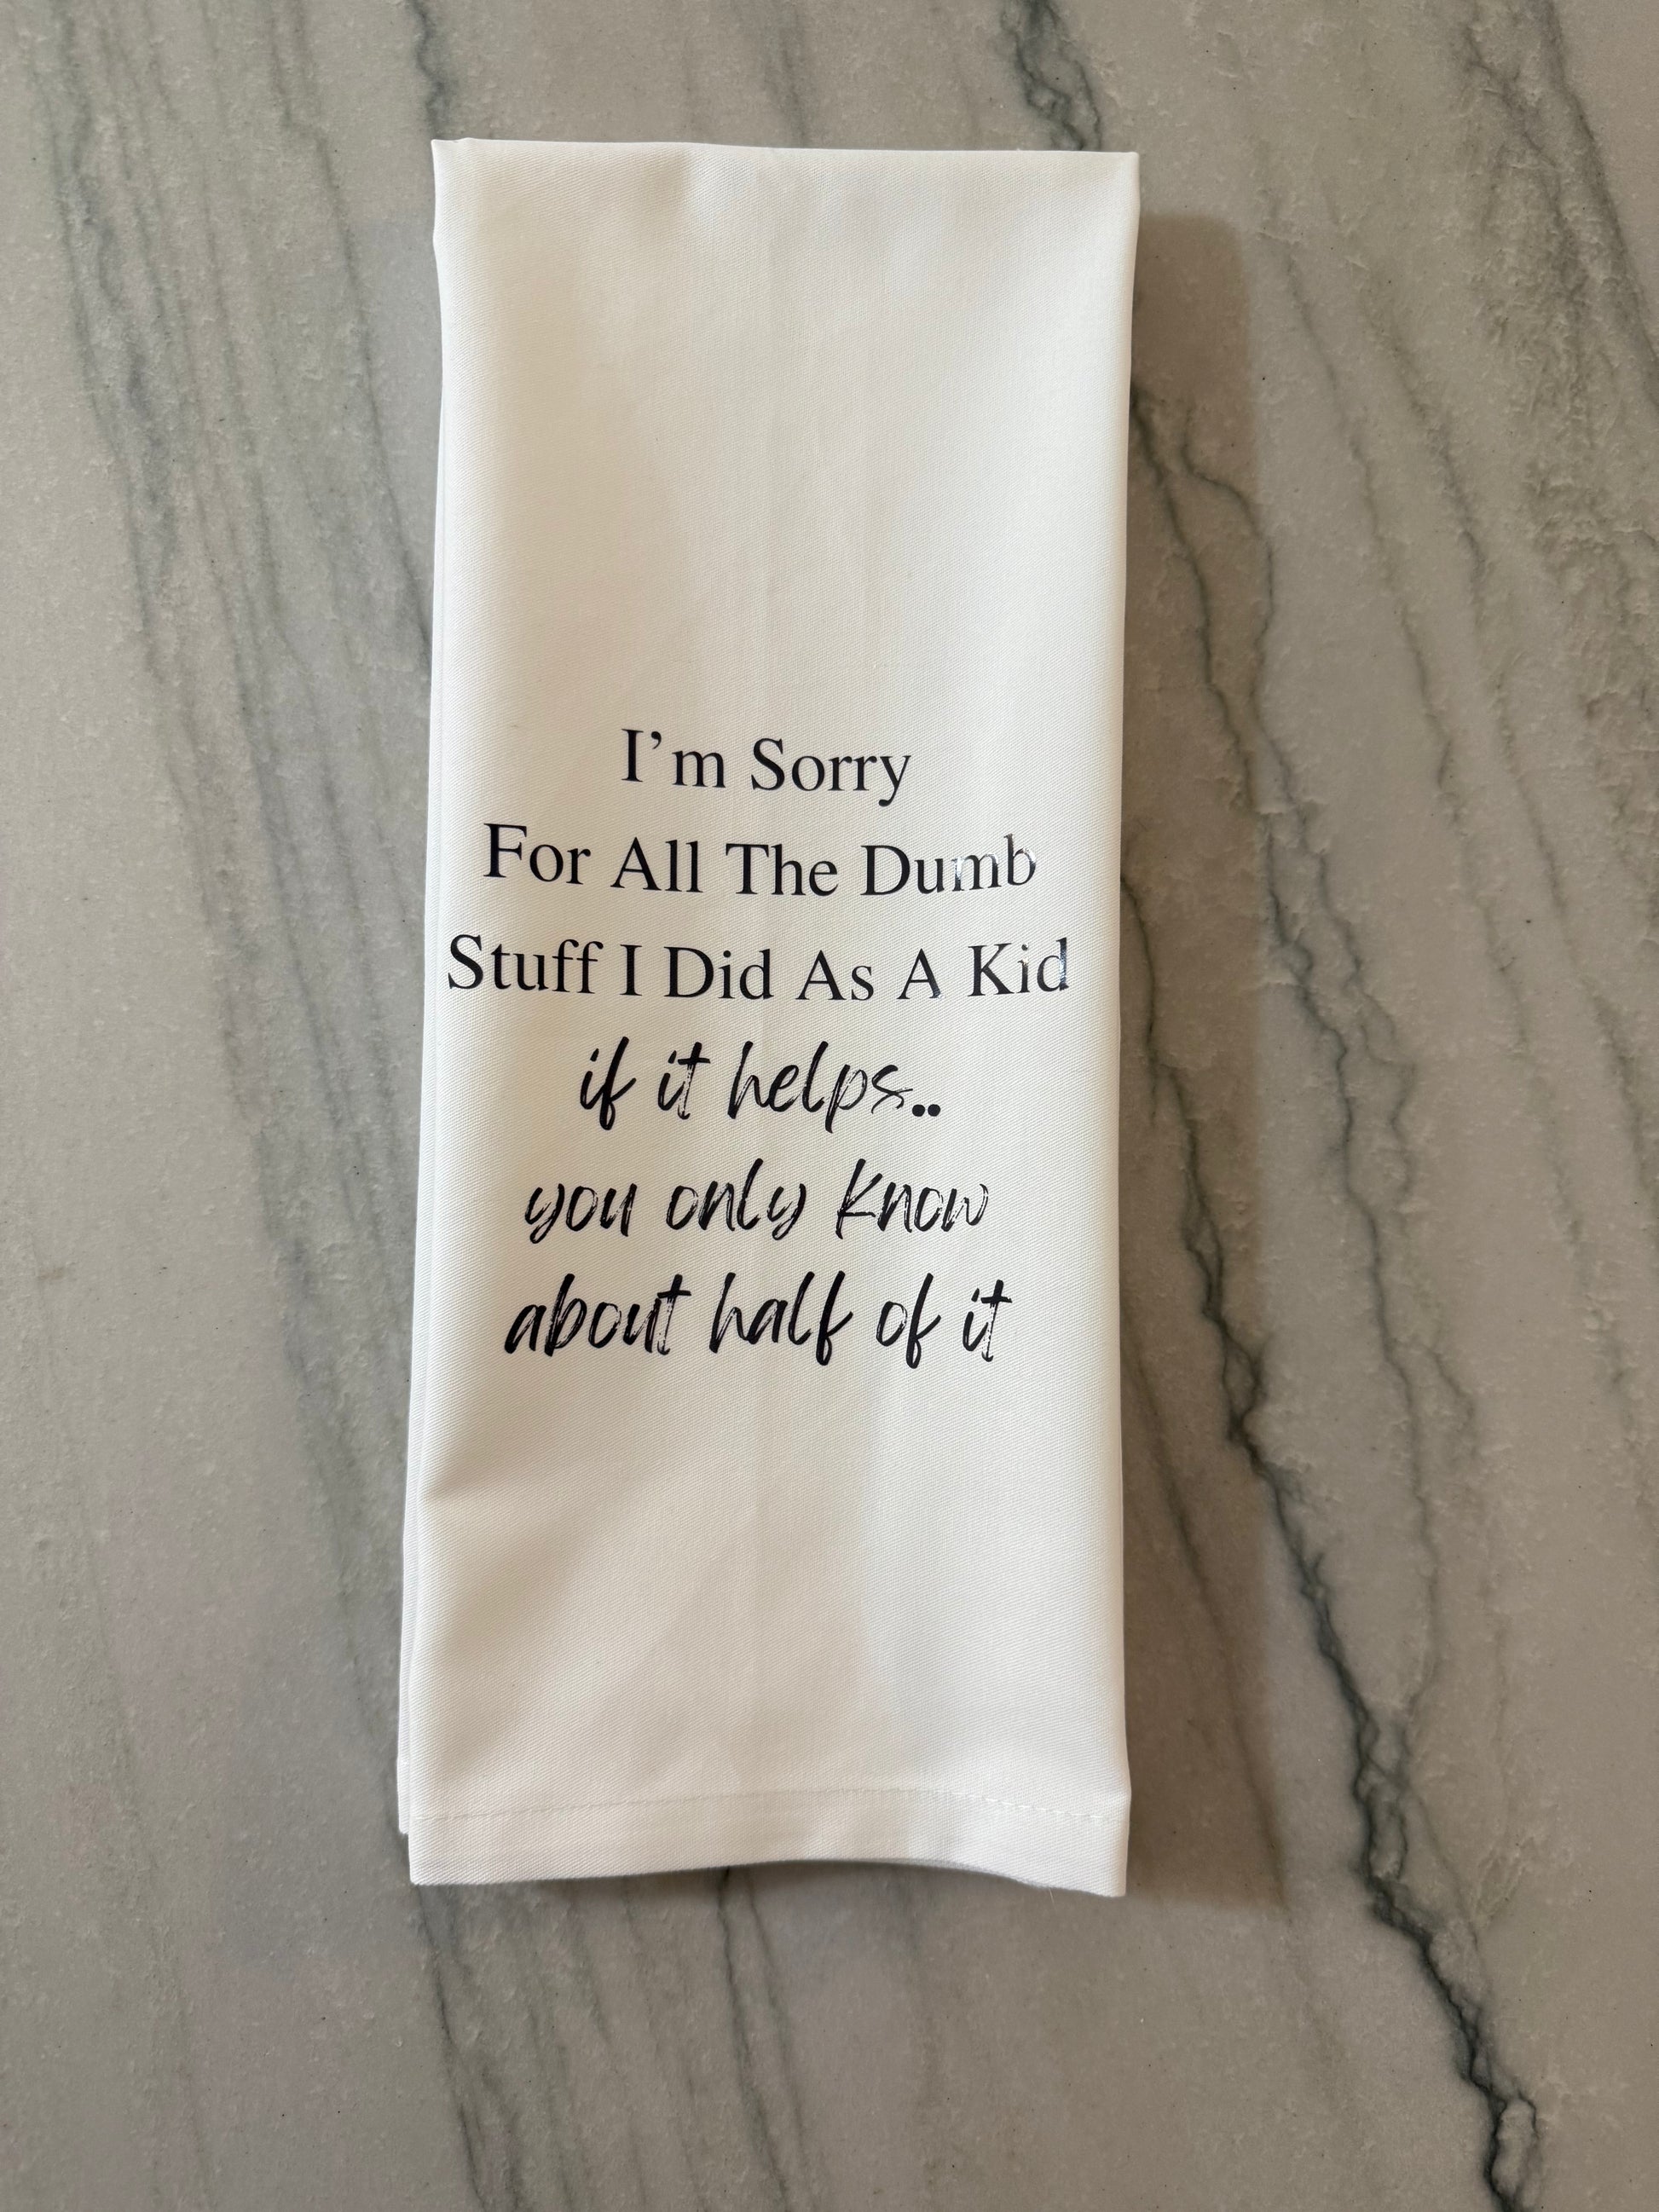 I'm Sorry
For All The Dumb
Stuff I Did As A Kid
if it helps..
you only know
about half of it